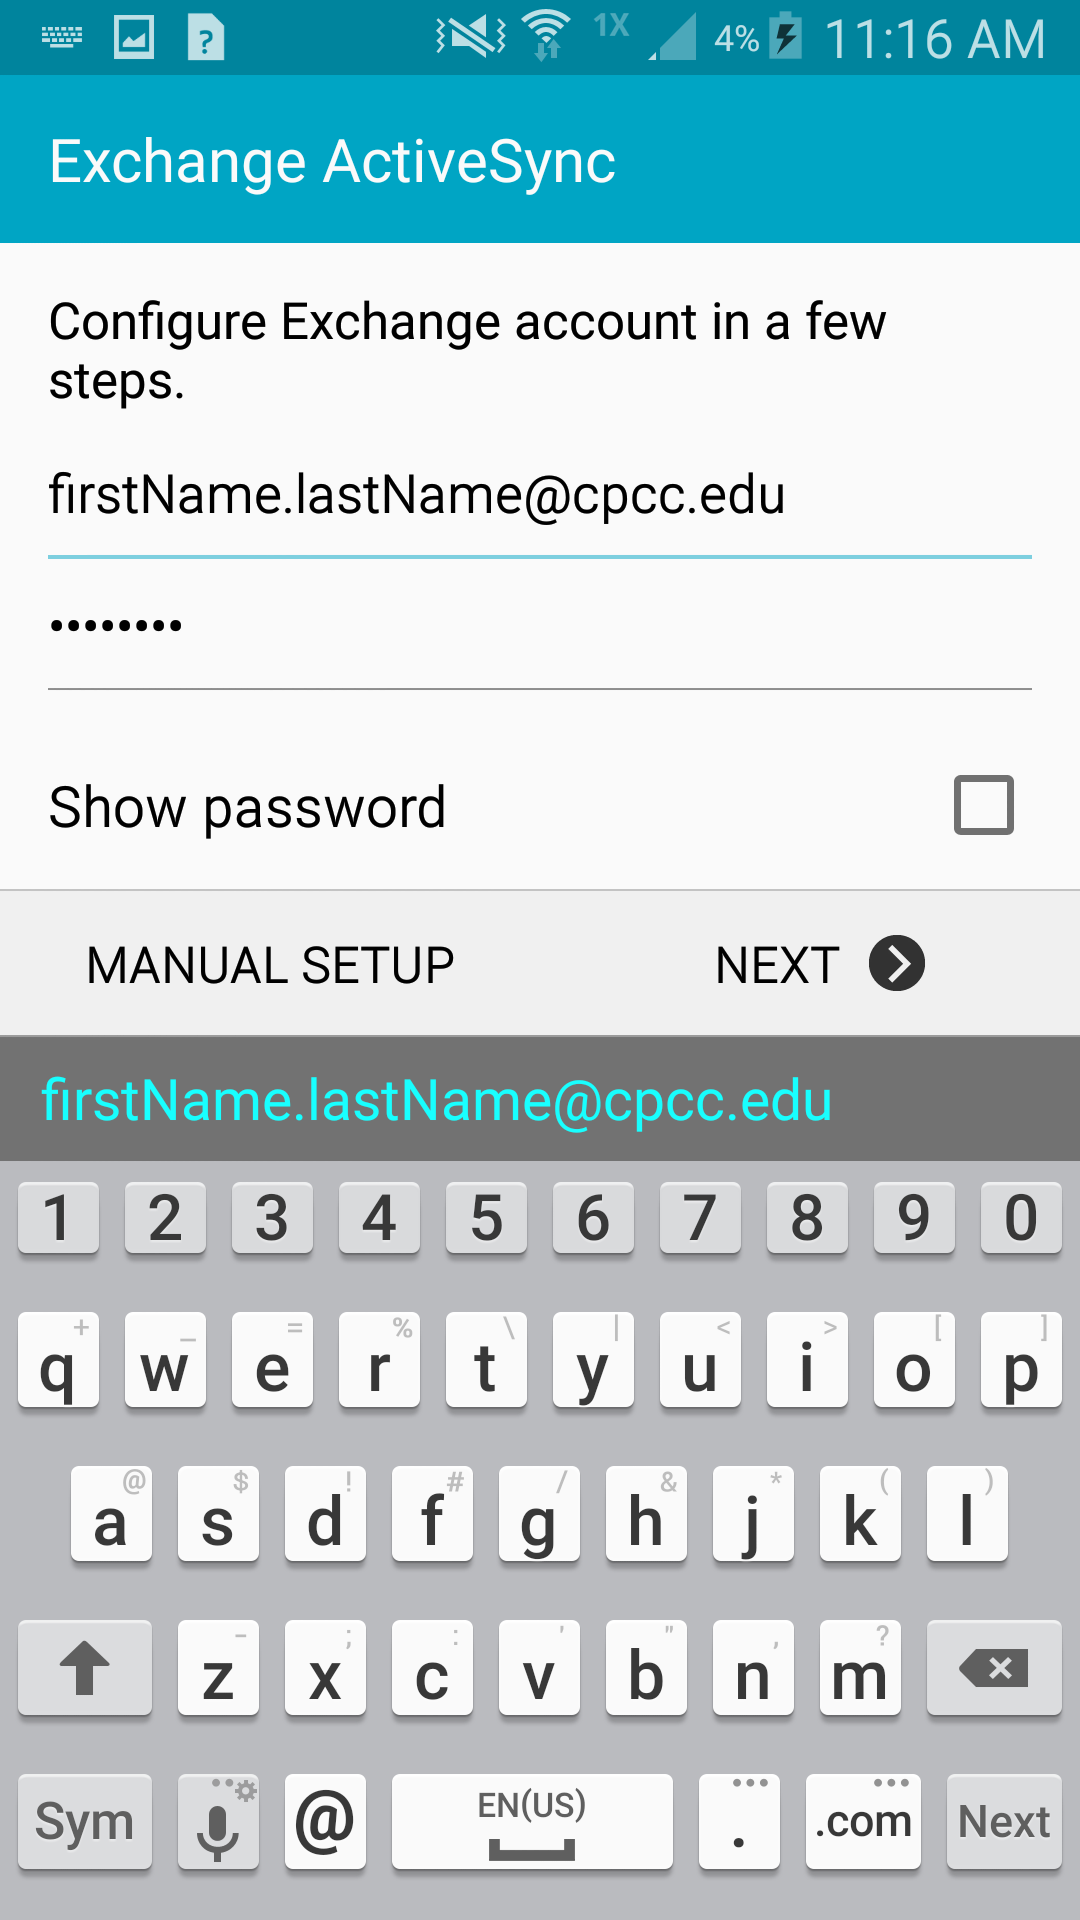 1X 4% 11:16 AM
Exchange ActiveSync
Configure Exchange account in a few
steps.
firstName.lastName@cpcc.edu
••••••••
Show password
MANUAL SETUP NEXT
firstName.lastName@cpcc.edu
1 2 3 4 5 6 7 8 9 0
+ _ = % \ | < > [ ]
q w e r t y u i o p
@ $ ! # / & * ( )
a s d f g h j k l
- ; : ' " , ?
z x c v b n m
Sym @ EN(US) . .com Next